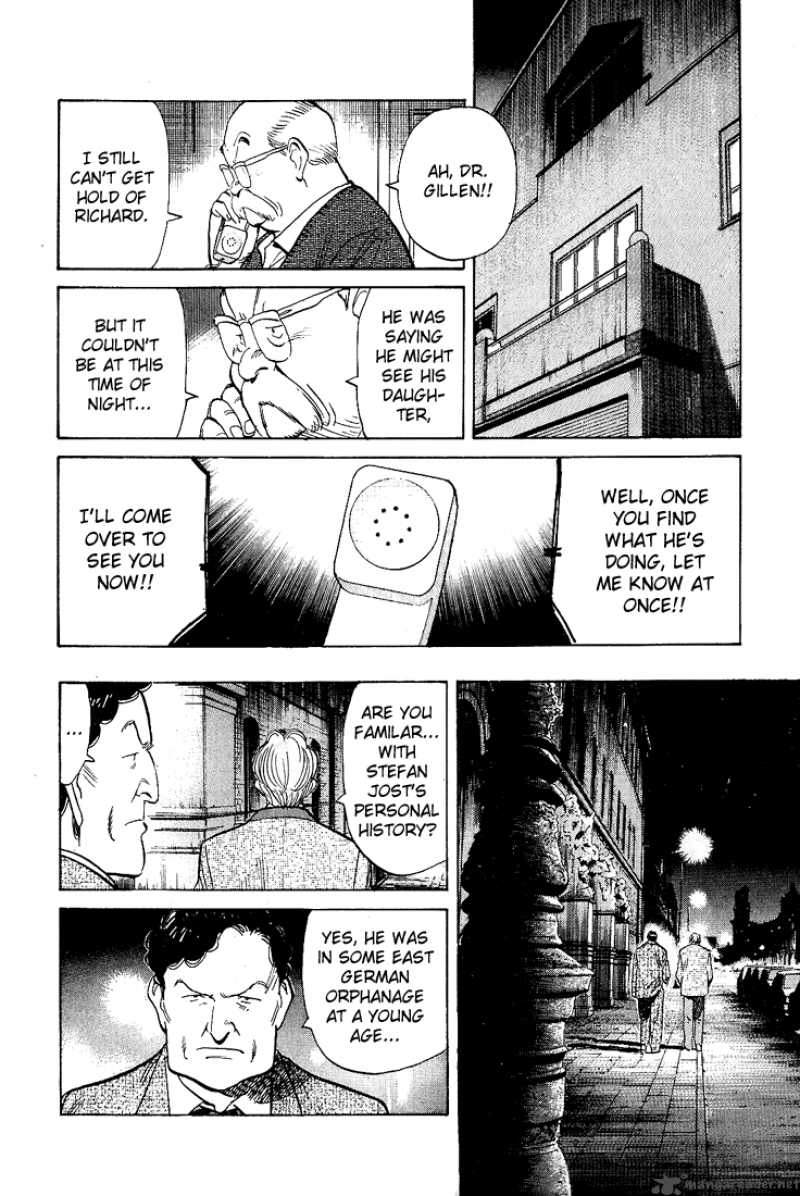 AH, DR.
GILLEN!!
I STILL
CAN'T GET
HOLD OF
RICHARD.
HE WAS
SAYING
HE MIGHT
SEE HIS
DAUGH-
TER,
BUT IT
COULDN'T
BE AT THIS
TIME OF
NIGHT...
WELL, ONCE
YOU FIND
WHAT HE'S
DOING, LET
ME KNOW AT
ONCE!!
I'LL COME
OVER TO
SEE YOU
NOW!!
ARE YOU
FAMILAR...
WITH
STEFAN
JOST'S
PERSONAL
HISTORY?
...
YES, HE WAS
IN SOME EAST
GERMAN
ORPHANAGE
AT A YOUNG
AGE...
mangareader.net